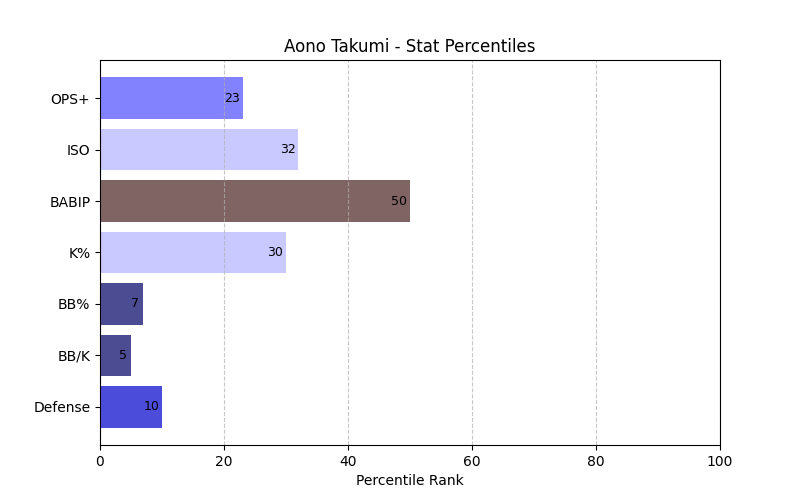 Aono Takumi - Stat Percentiles
OPS+
23
ISO
32
BABIP
50
K%
30
BB%
7
BB/K
5
Defense
10
0 20 40 60 80 100
Percentile Rank